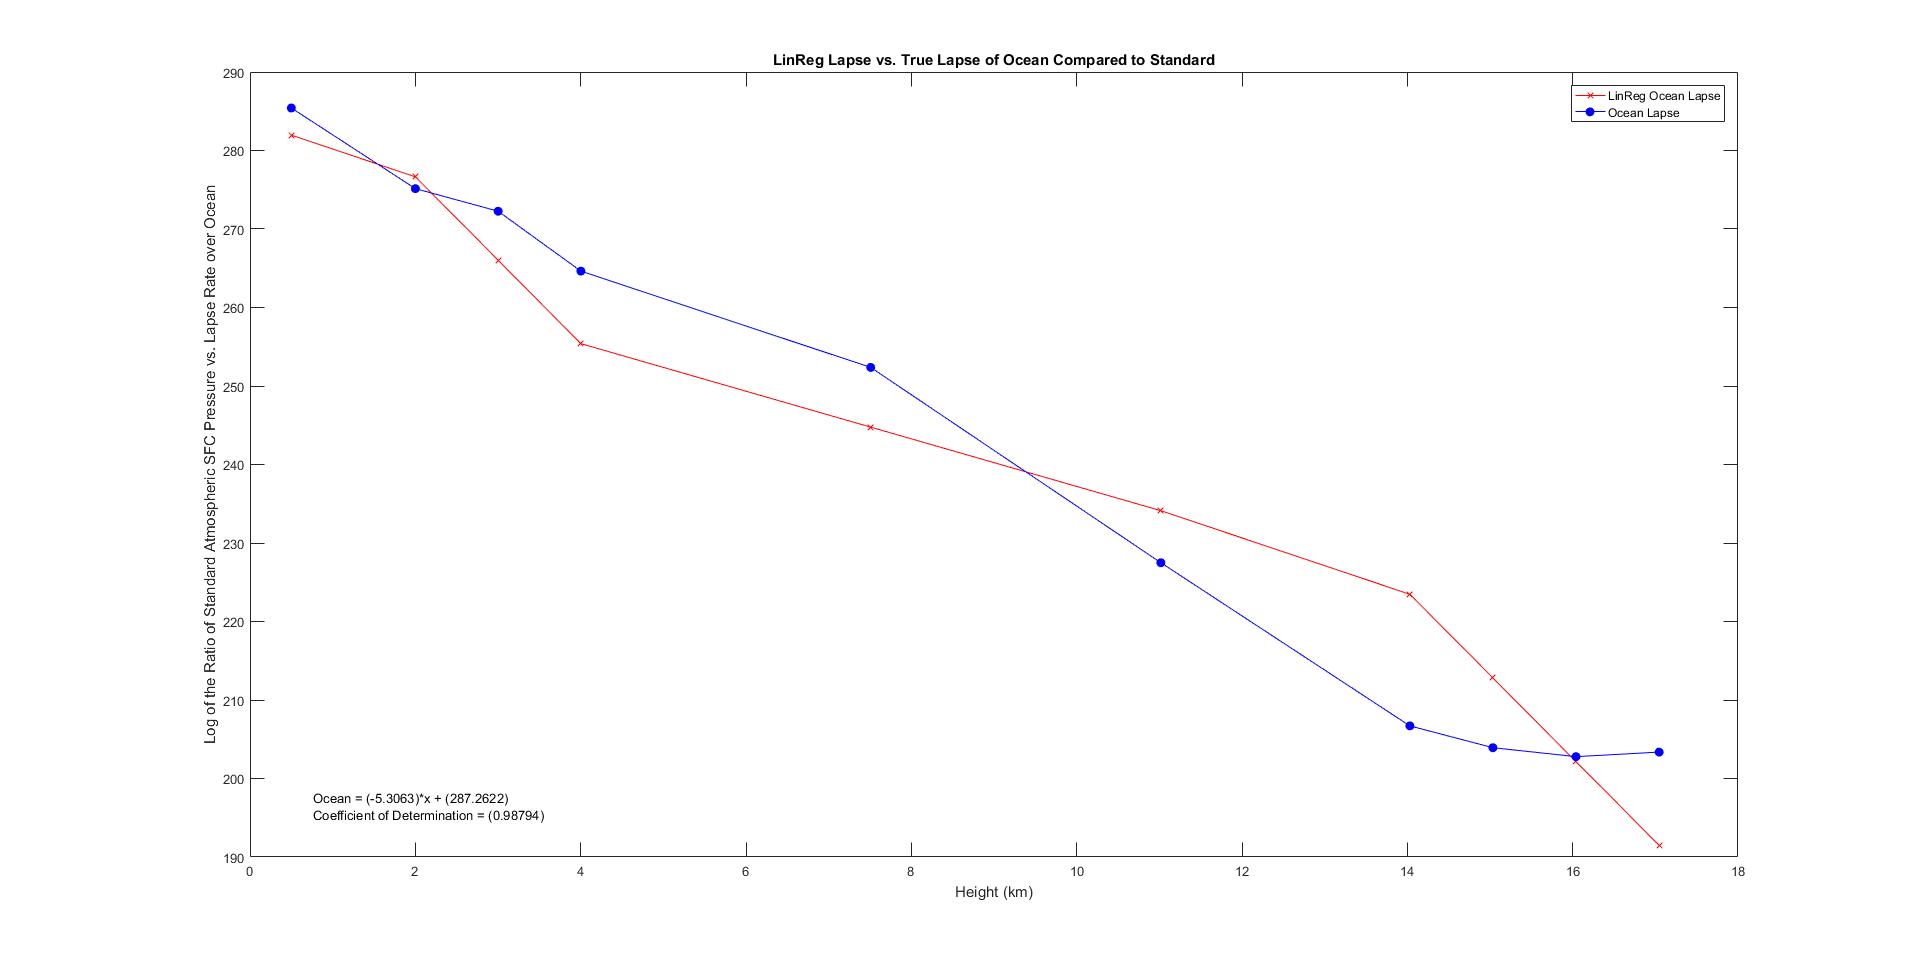 LinReg Lapse vs. True Lapse of Ocean Compared to Standard
290
280
270
260
250
240
230
220
210
200
190
Log of the Ratio of Standard Atmospheric SFC Pressure vs. Lapse Rate over Ocean
LinReg Ocean Lapse
Ocean Lapse
Ocean = (-5.3063)*x + (287.2622)
Coefficient of Determination = (0.98794)
0 2 4 6 8 10 12 14 16 18
Height (km)